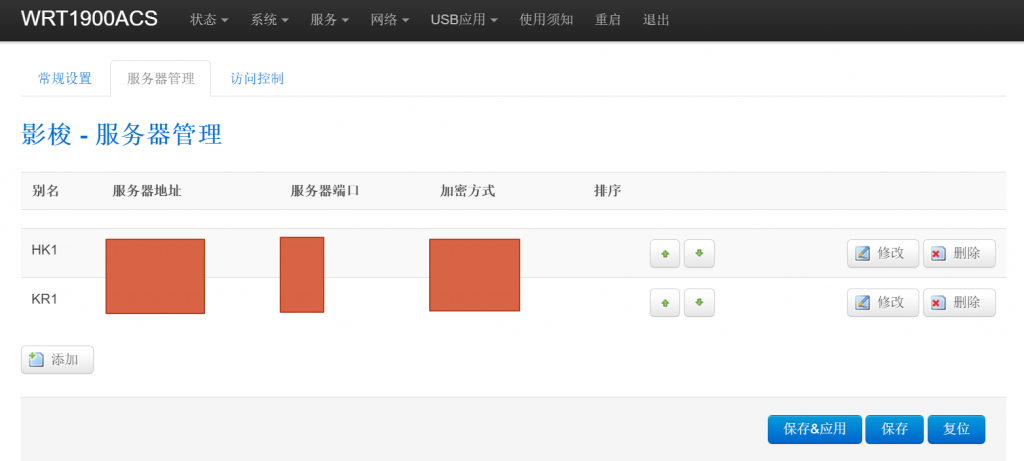 WRT1900ACS 状态 系统 服务 网络 USB应用 使用须知 重启 退出
常规设置 服务器管理 访问控制
影梭 - 服务器管理
别名 服务器地址 服务器端口 加密方式 排序
HK1 修改 删除
KR1 修改 删除
添加
保存&应用 保存 复位